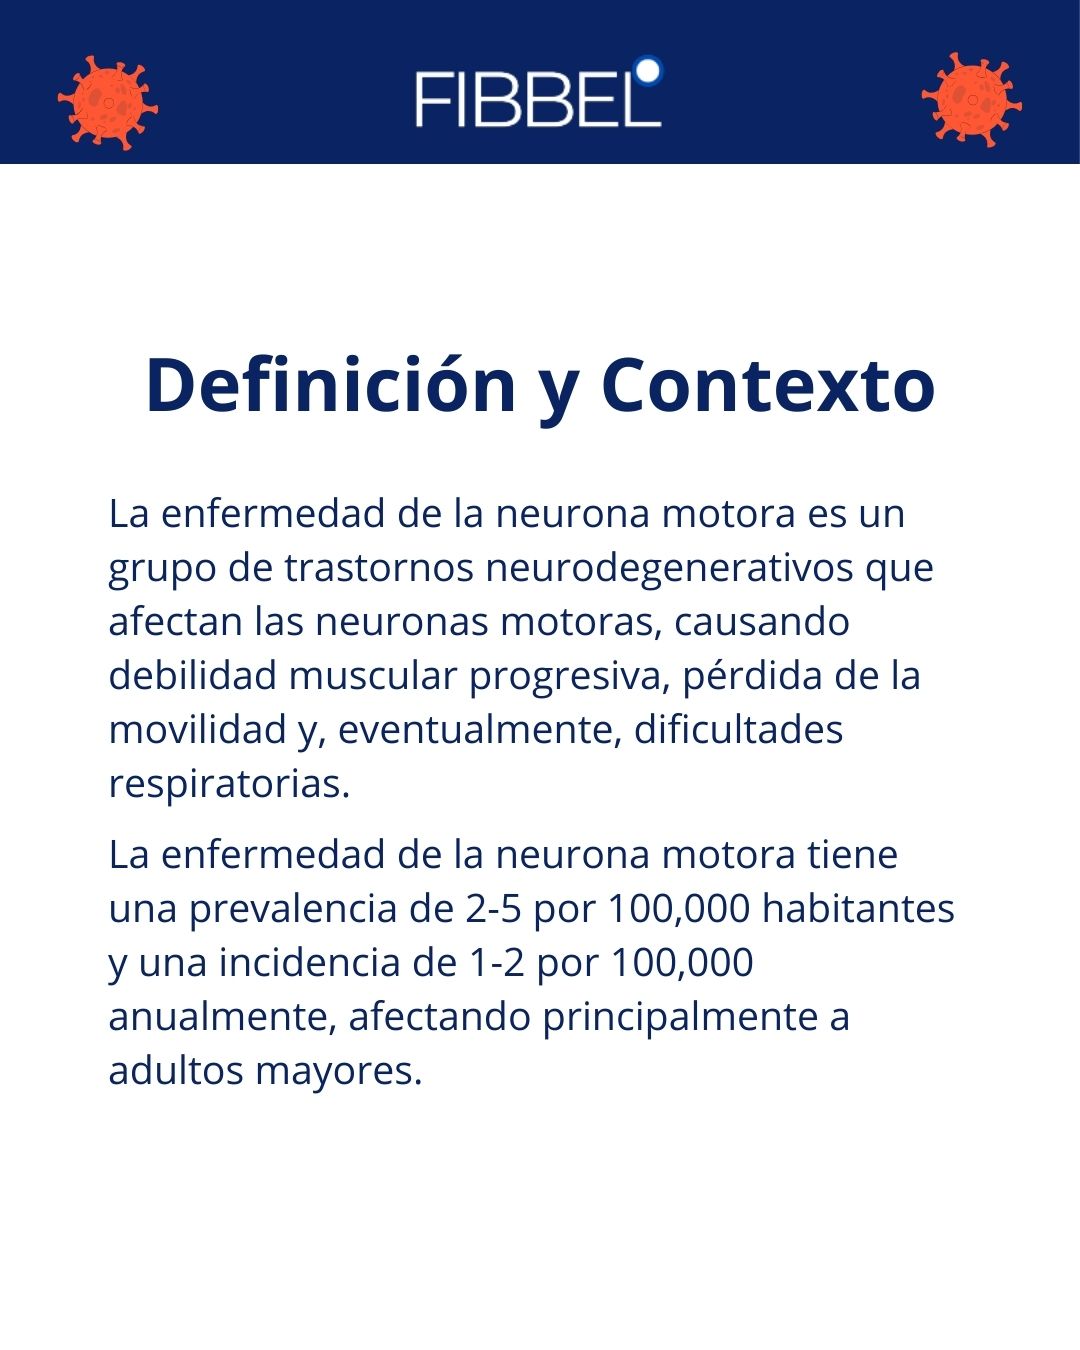 FIBBEL
Definición y Contexto
La enfermedad de la neurona motora es un
grupo de trastornos neurodegenerativos que
afectan las neuronas motoras, causando
debilidad muscular progresiva, pérdida de la
movilidad y, eventualmente, dificultades
respiratorias.
La enfermedad de la neurona motora tiene
una prevalencia de 2-5 por 100,000 habitantes
y una incidencia de 1-2 por 100,000
anualmente, afectando principalmente a
adultos mayores.